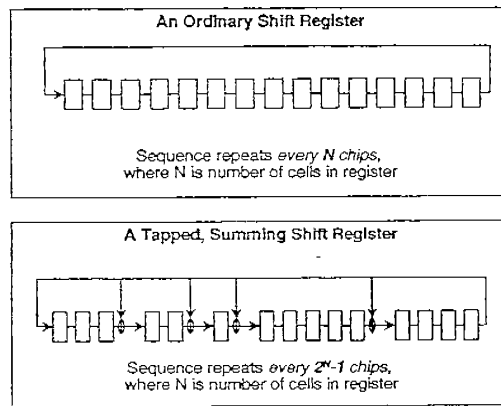 An Ordinary Shift Register
Sequence repeats every N chips,
where N is number of cells in register
A Tapped, Summing Shift Register
Sequence repeats every 2ᴺ-1 chips,
where N is number of cells in register